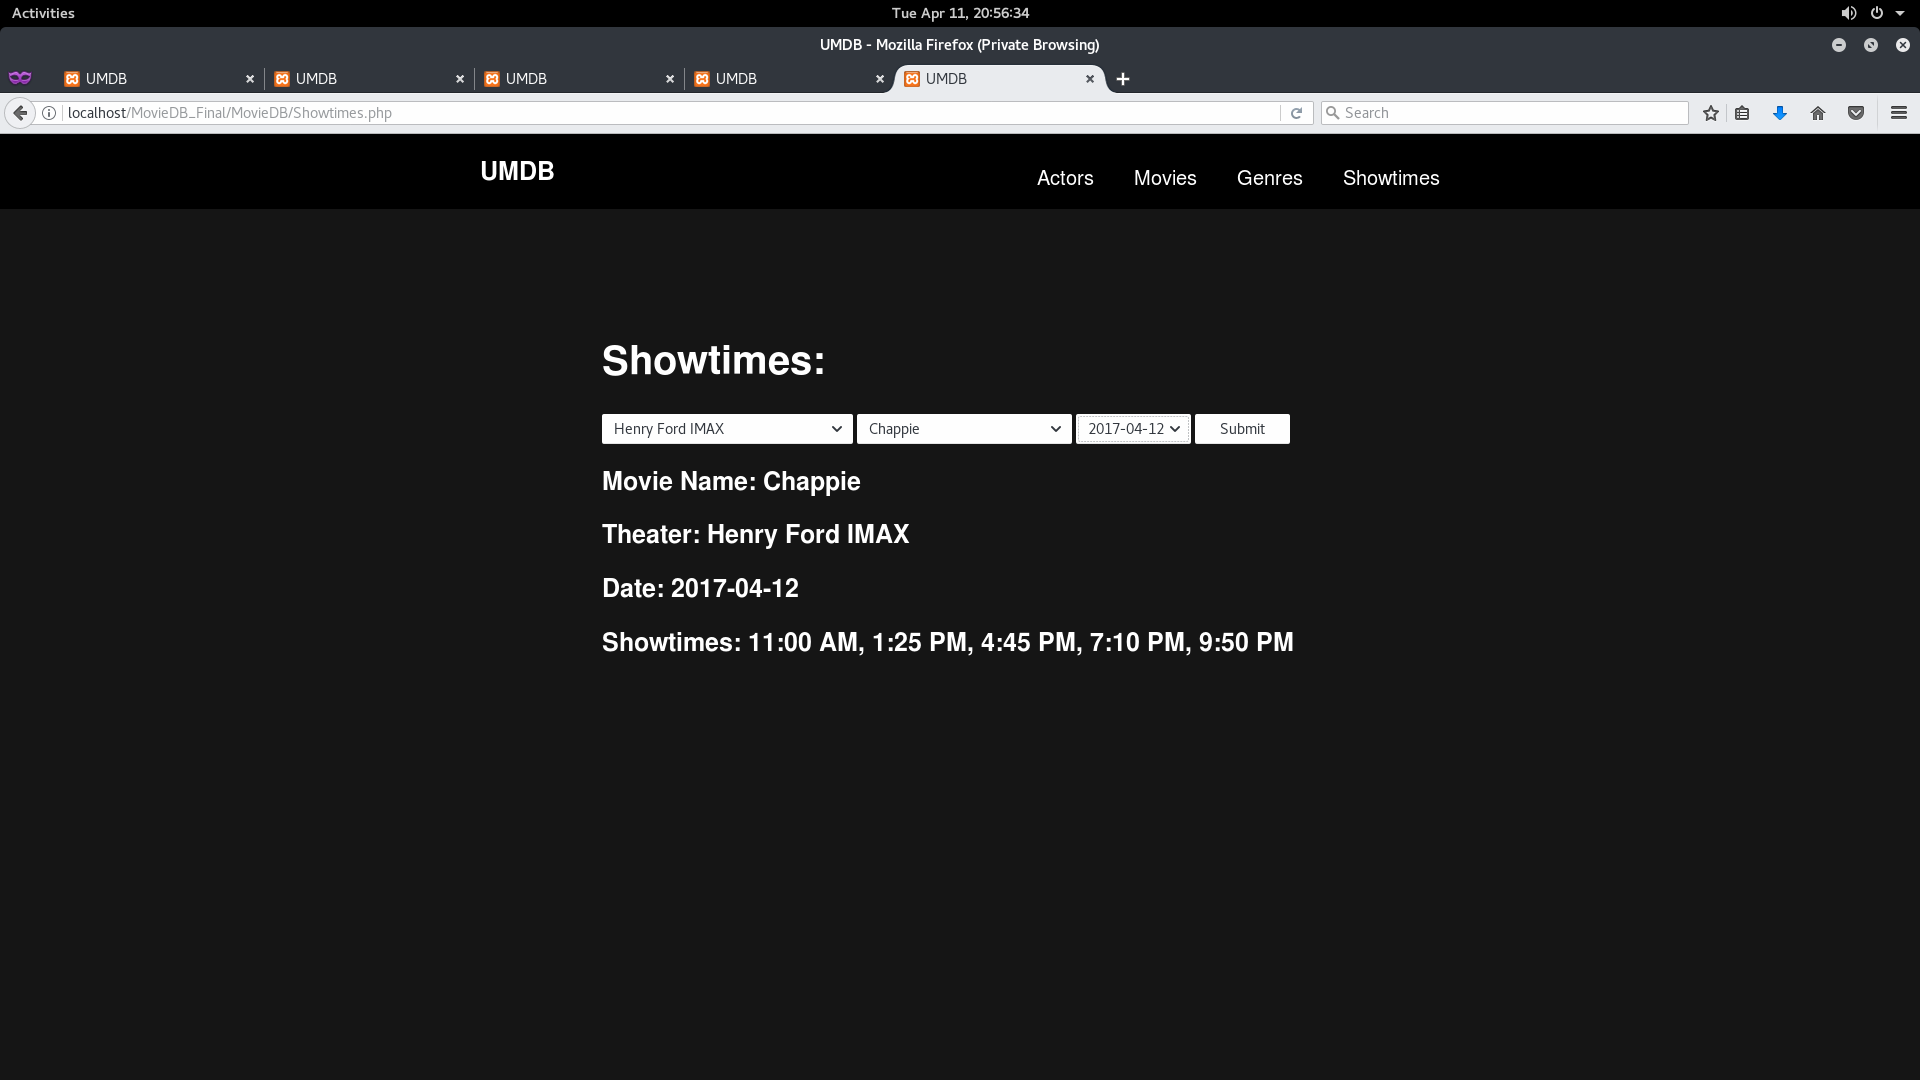 Activities
Tue Apr 11, 20:56:34
UMDB - Mozilla Firefox (Private Browsing)
UMDB
UMDB
UMDB
UMDB
UMDB
localhost/MovieDB_Final/MovieDB/Showtimes.php
Search
UMDB
Actors
Movies
Genres
Showtimes
Showtimes:
Henry Ford IMAX
Chappie
2017-04-12
Submit
Movie Name: Chappie
Theater: Henry Ford IMAX
Date: 2017-04-12
Showtimes: 11:00 AM, 1:25 PM, 4:45 PM, 7:10 PM, 9:50 PM